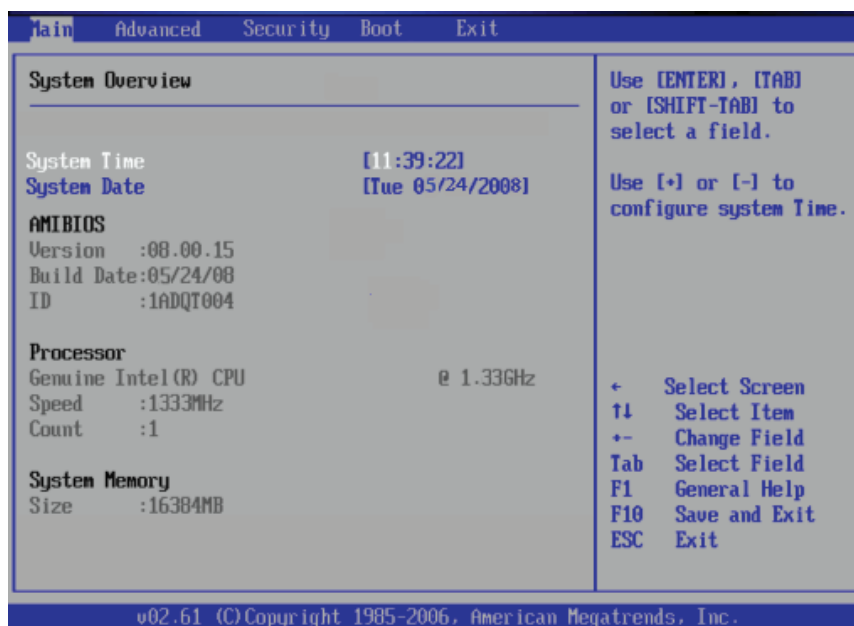 Main Advanced Security Boot Exit
System Overview
System Time [11:39:22]
System Date [Tue 05/24/2008]
AMIBIOS
Version :08.00.15
Build Date:05/24/08
ID :1ADQT004
Processor
Genuine Intel(R) CPU @ 1.33GHz
Speed :1333MHz
Count :1
System Memory
Size :16384MB
Use [ENTER], [TAB]
or [SHIFT-TAB] to
select a field.
Use [+] or [-] to
configure system Time.
← Select Screen
↑↓ Select Item
+- Change Field
Tab Select Field
F1 General Help
F10 Save and Exit
ESC Exit
v02.61 (C)Copyright 1985-2006, American Megatrends, Inc.